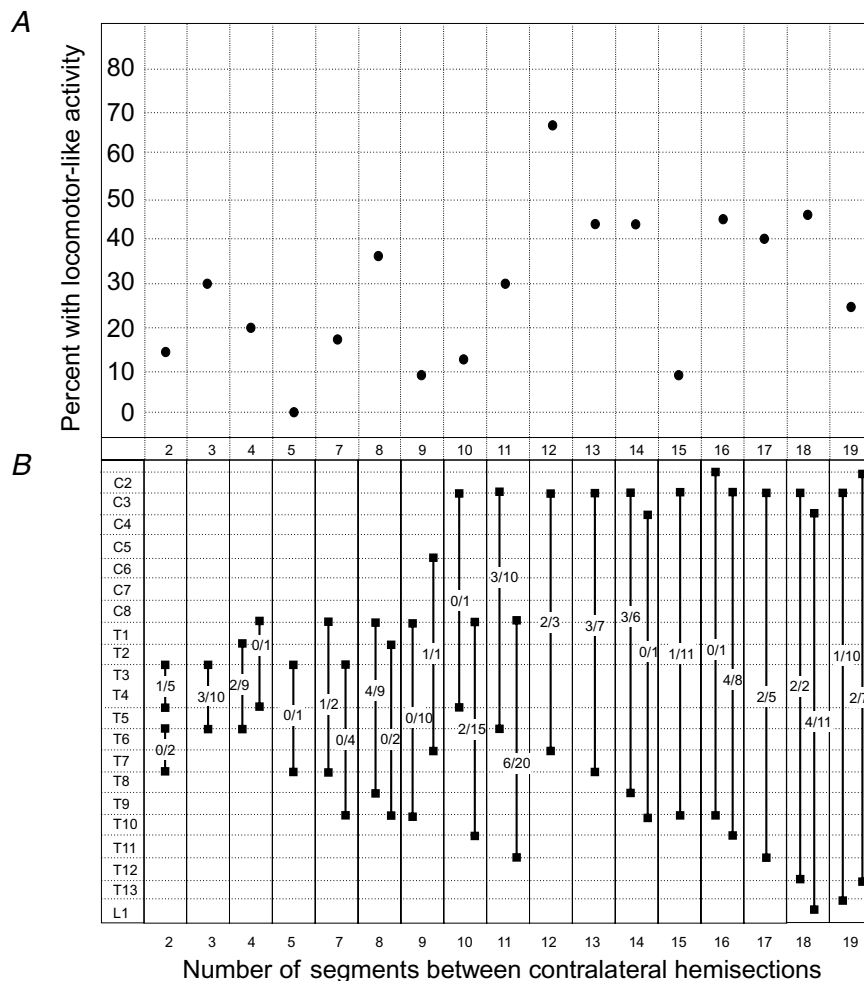 A
Percent with locomotor-like activity
80
70
60
50
40
30
20
10
0
2 3 4 5 7 8 9 10 11 12 13 14 15 16 17 18 19
B
C2
C3
C4
C5
C6
C7
C8
T1
T2
T3
T4
T5
T6
T7
T8
T9
T10
T11
T12
T13
L1
1/5
0/2
3/10
2/9
0/1
0/1
1/2
0/4
4/9
0/2
0/10
1/1
0/1
2/15
3/10
6/20
2/3
3/7
3/6
0/1
1/11
0/1
4/8
2/5
2/2
4/11
1/10
2/7
2 3 4 5 7 8 9 10 11 12 13 14 15 16 17 18 19
Number of segments between contralateral hemisections